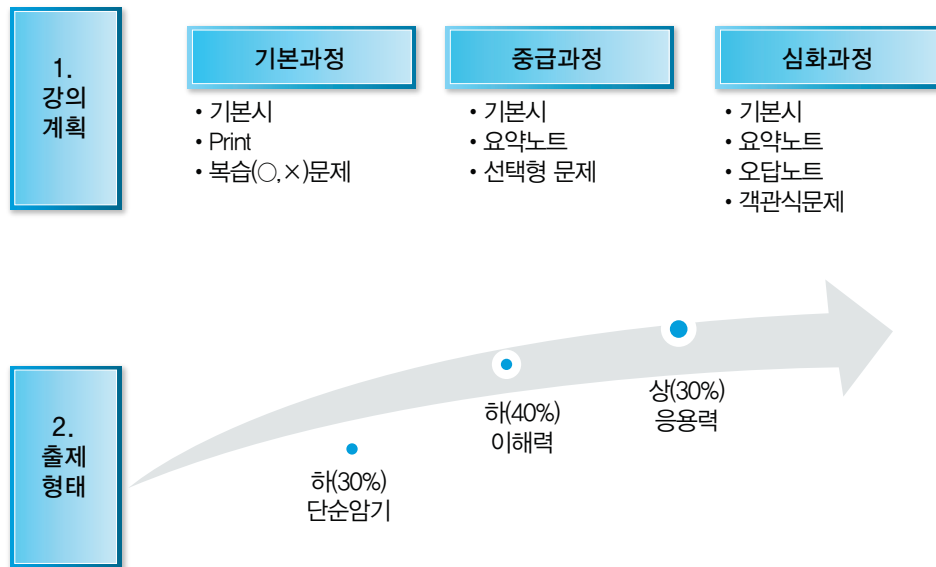 1.
강의
계획
기본과정
• 기본시
• Print
• 복습(○,×)문제
중급과정
• 기본시
• 요약노트
• 선택형 문제
심화과정
• 기본시
• 요약노트
• 오답노트
• 객관식문제
2.
출제
형태
하(30%)
단순암기
하(40%)
이해력
상(30%)
응용력